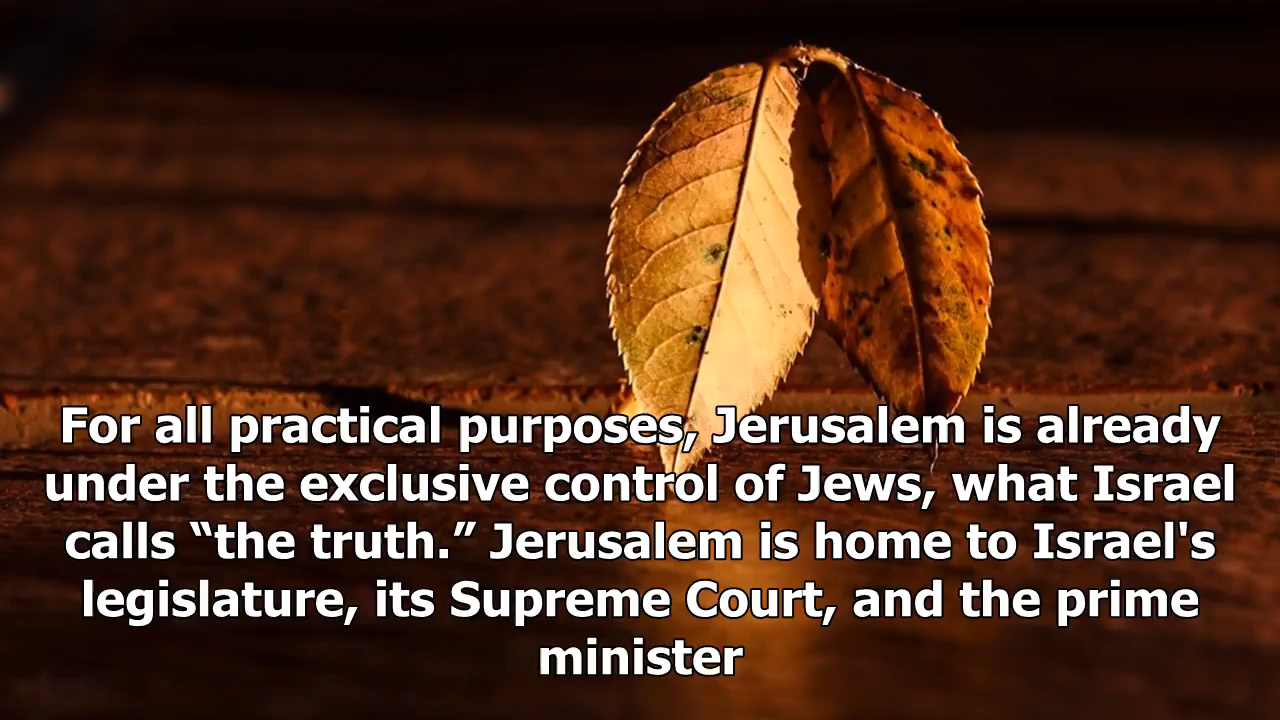 For all practical purposes, Jerusalem is already
under the exclusive control of Jews, what Israel
calls “the truth.” Jerusalem is home to Israel's
legislature, its Supreme Court, and the prime
minister